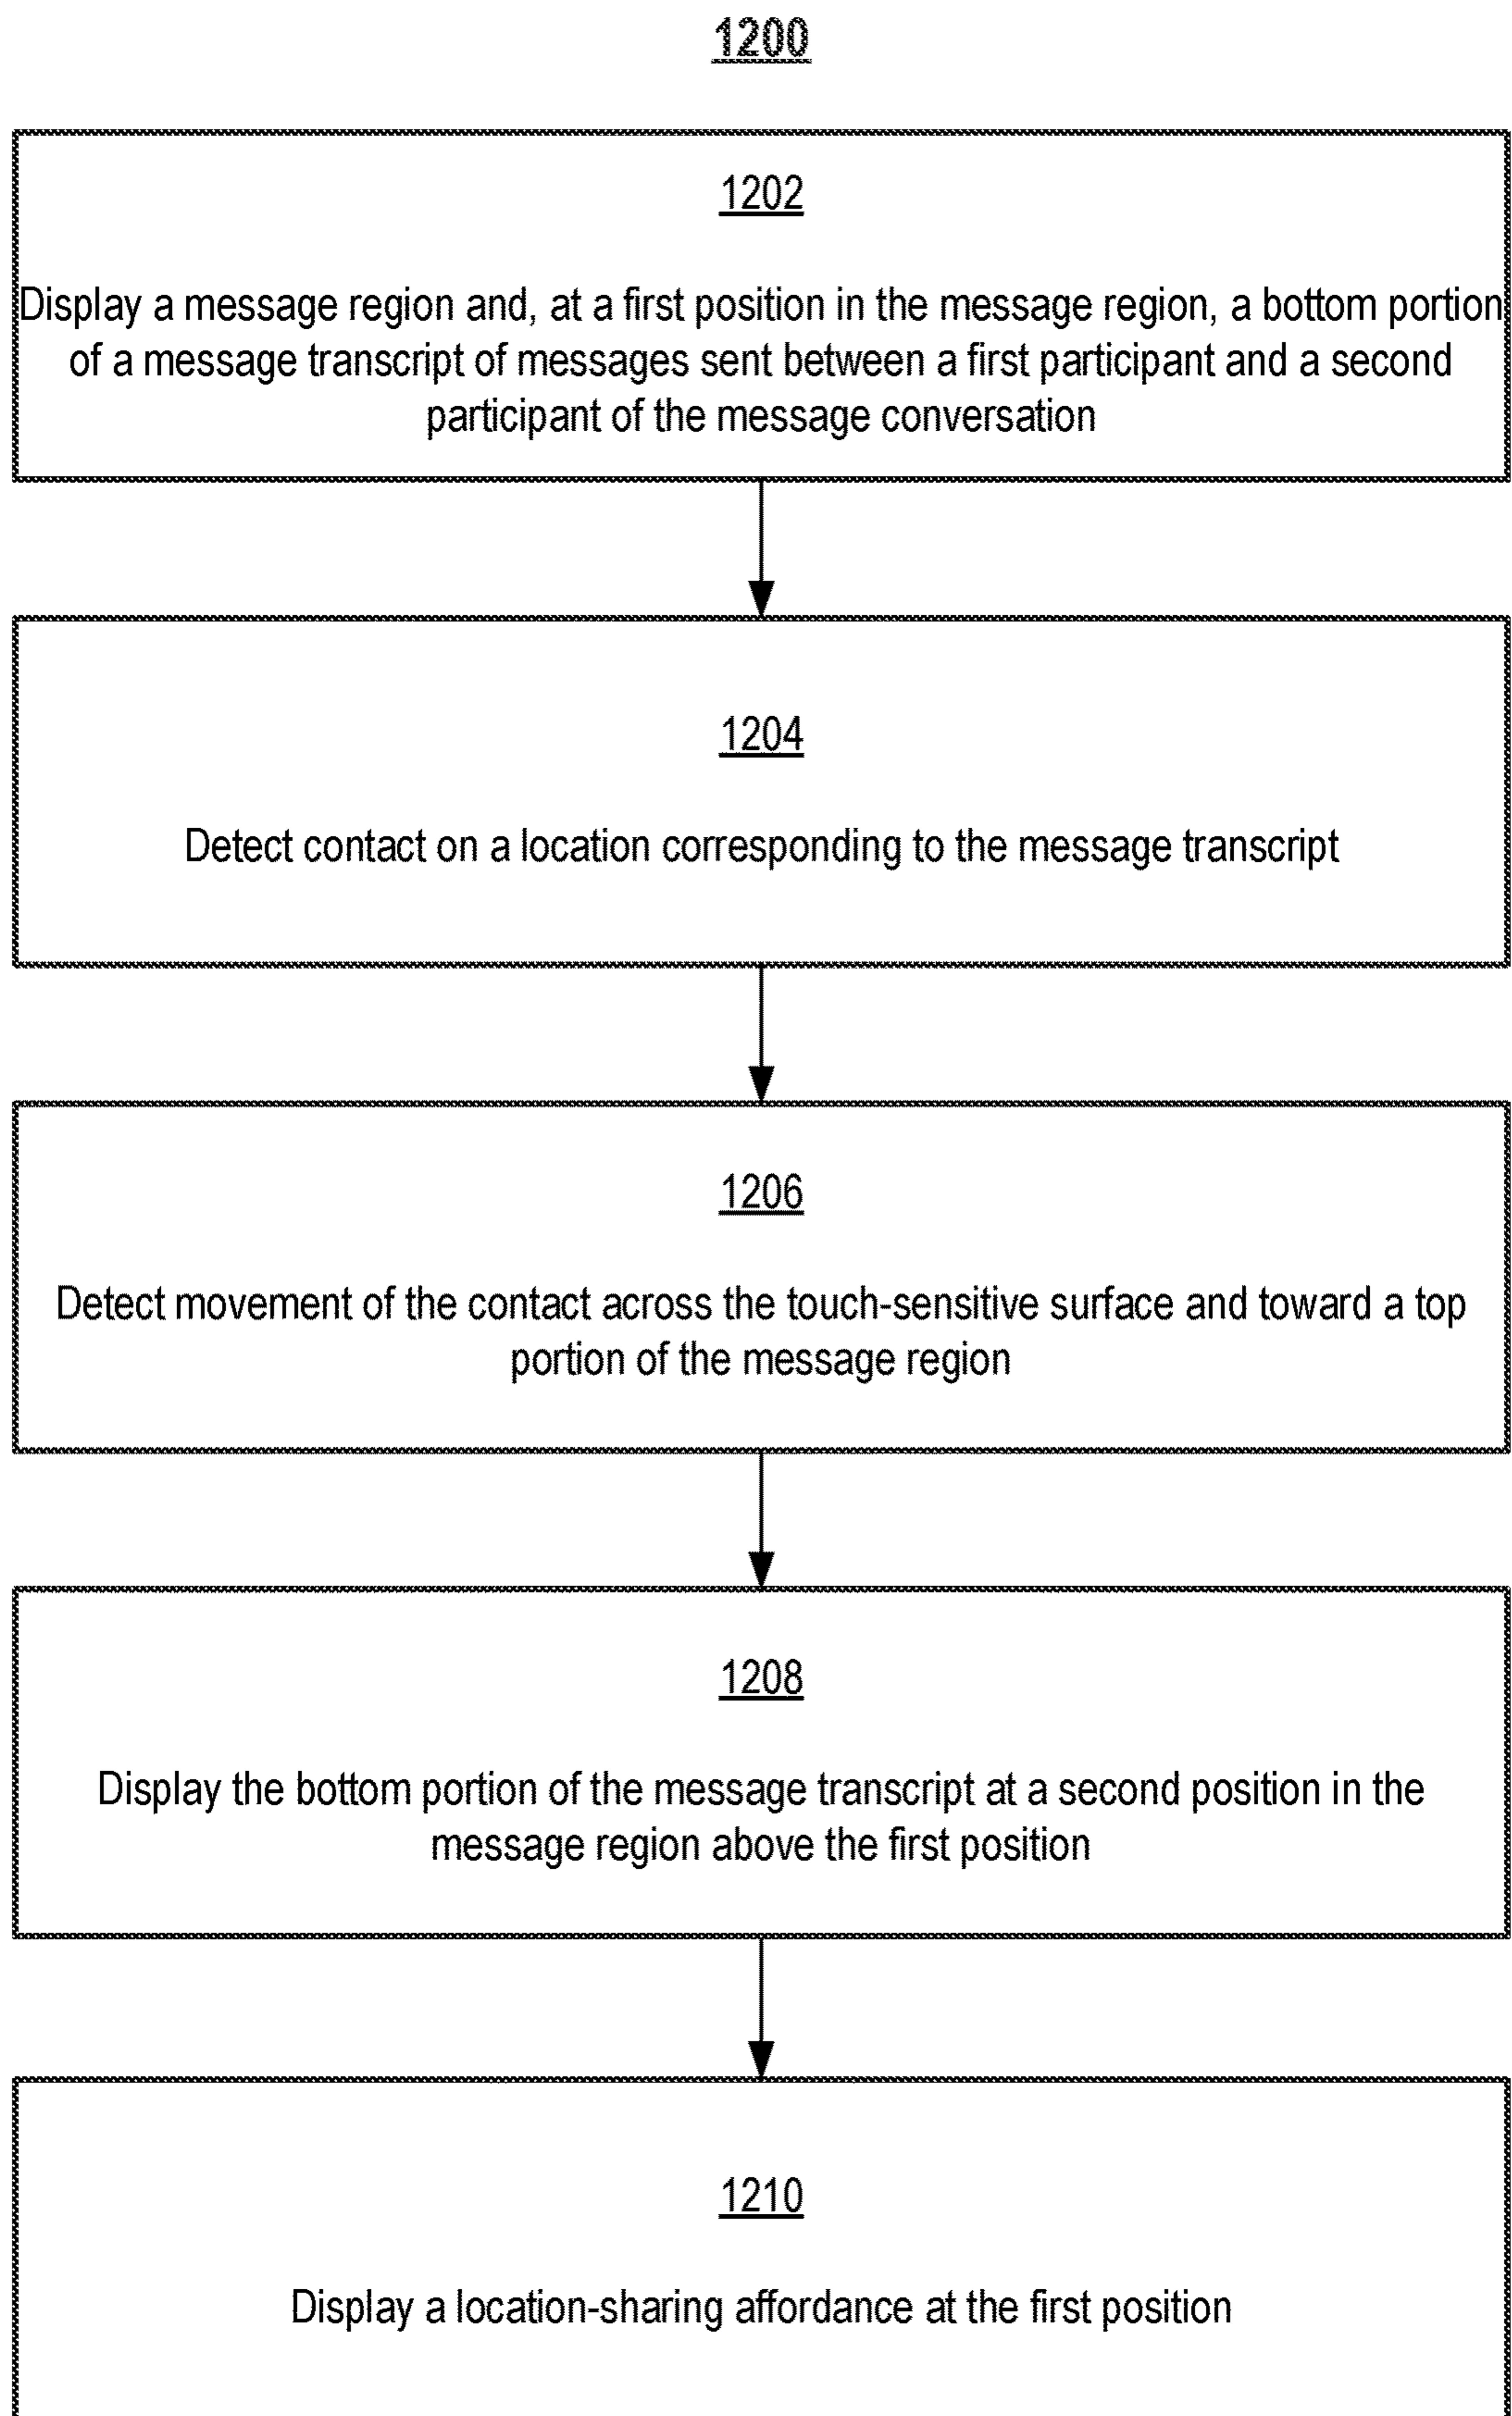 1200
1202
Display a message region and, at a first position in the message region, a bottom portion
of a message transcript of messages sent between a first participant and a second
participant of the message conversation
1204
Detect contact on a location corresponding to the message transcript
1206
Detect movement of the contact across the touch-sensitive surface and toward a top
portion of the message region
1208
Display the bottom portion of the message transcript at a second position in the
message region above the first position
1210
Display a location-sharing affordance at the first position